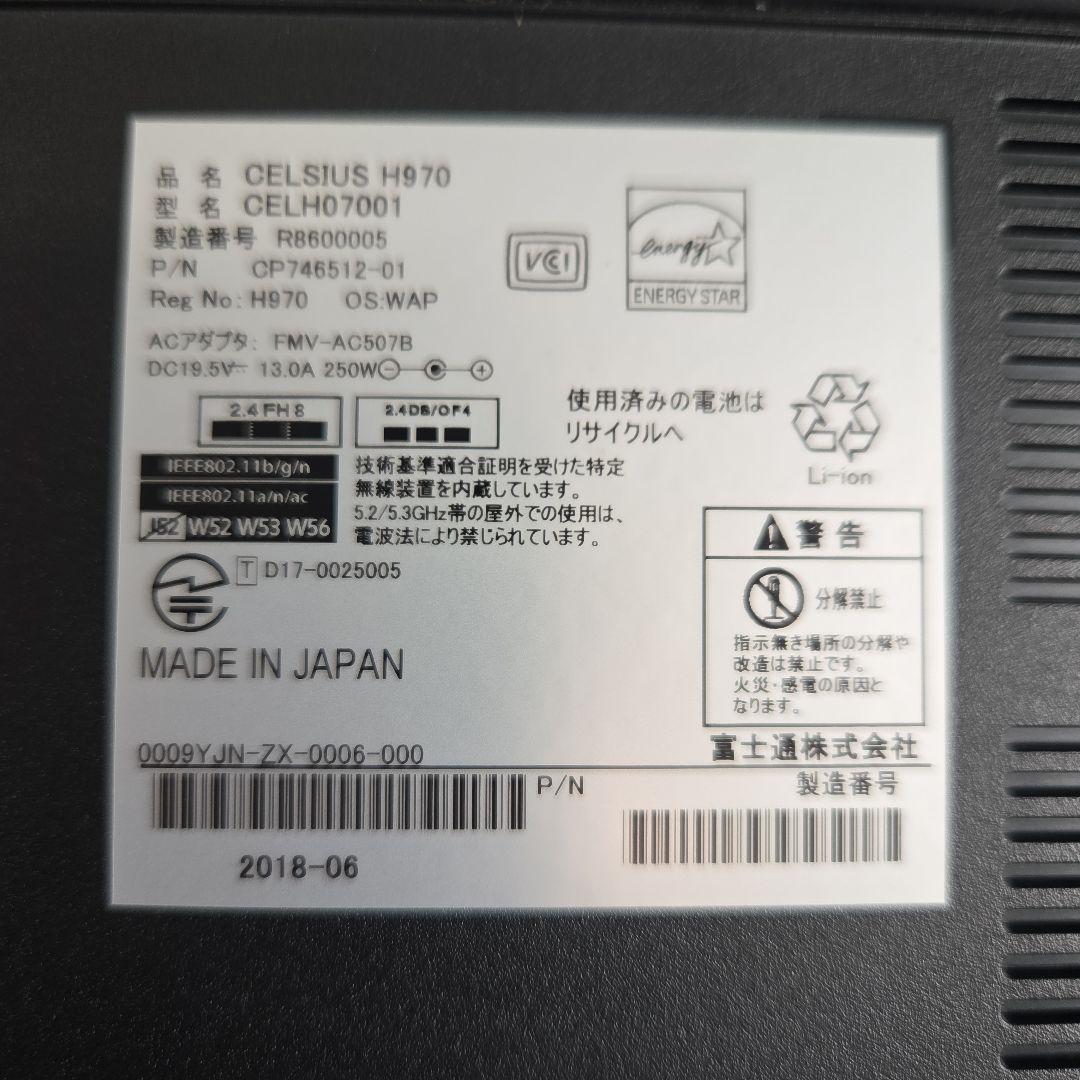 品 名 CELSIUS H970
型 名 CELH07001
製造番号 R8600005
P/N CP746512-01
Reg No: H970 OS:WAP
VCCI
energy
ENERGY STAR
ACアダプタ: FMV-AC507B
DC19.5V 13.0A 250W
2.4FH8
2.4DS/OF4
IEEE802.11b/g/n
IEEE802.11a/n/ac
J52 W52 W53 W56
技術基準適合証明を受けた特定
無線装置を内蔵しています。
5.2/5.3GHz帯の屋外での使用は、
電波法により禁じられています。
使用済みの電池は
リサイクルへ
Li-ion
T D17-0025005
MADE IN JAPAN
警告
分解禁止
指示無き場所の分解や
改造は禁止です。
火災・感電の原因と
なります。
富士通株式会社
0009YJN-ZX-0006-000
P/N
製造番号
2018-06